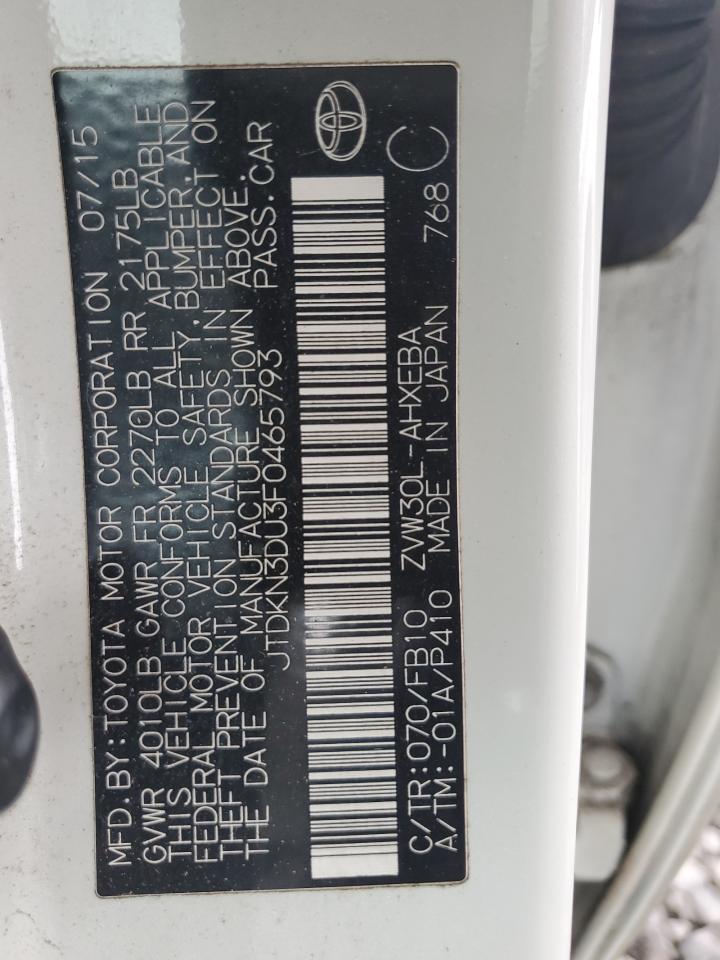 MFD.BY:TOYOTA MOTOR CORPORATION 07/15
GVWR 4010LB GAWR FR 2270LB RR 2175LB
THIS VEHICLE CONFORMS TO ALL APPLICABLE
FEDERAL MOTOR VEHICLE SAFETY,BUMPER,AND
THEFT PREVENTION STANDARDS IN EFFECT ON
THE DATE OF MANUFACTURE SHOWN ABOVE.
JTDKN3DU3F0465793 PASS.CAR
C/TR:070/FB10 ZVW30L-AHXEBA 768 C
A/TM:-01A/P410 MADE IN JAPAN